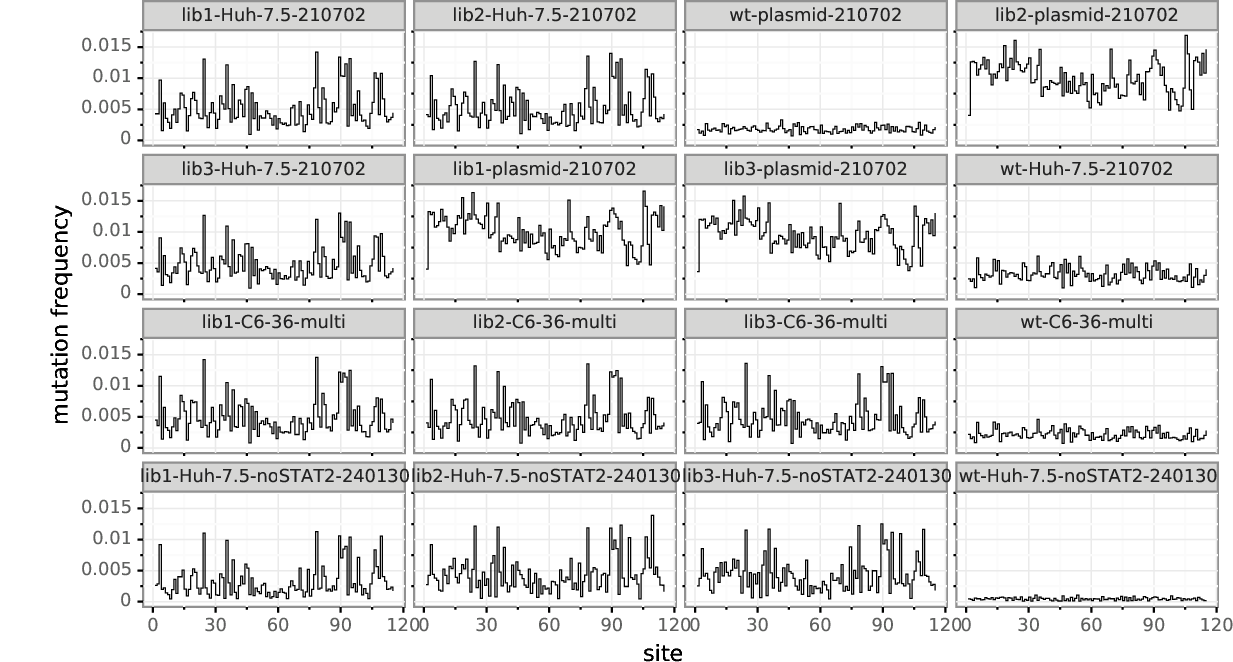 lib1-Huh-7.5-210702 lib2-Huh-7.5-210702 wt-plasmid-210702 lib2-plasmid-210702
0.015
0.01
0.005
0
lib3-Huh-7.5-210702 lib1-plasmid-210702 lib3-plasmid-210702 wt-Huh-7.5-210702
0.015
0.01
0.005
0
mutation frequency
lib1-C6-36-multi lib2-C6-36-multi lib3-C6-36-multi wt-C6-36-multi
0.015
0.01
0.005
0
lib1-Huh-7.5-noSTAT2-240130 lib2-Huh-7.5-noSTAT2-240130 lib3-Huh-7.5-noSTAT2-240130 wt-Huh-7.5-noSTAT2-240130
0.015
0.01
0.005
0
0 30 60 90 120 0 30 60 90 120 0 30 60 90 120 0 30 60 90 120
site